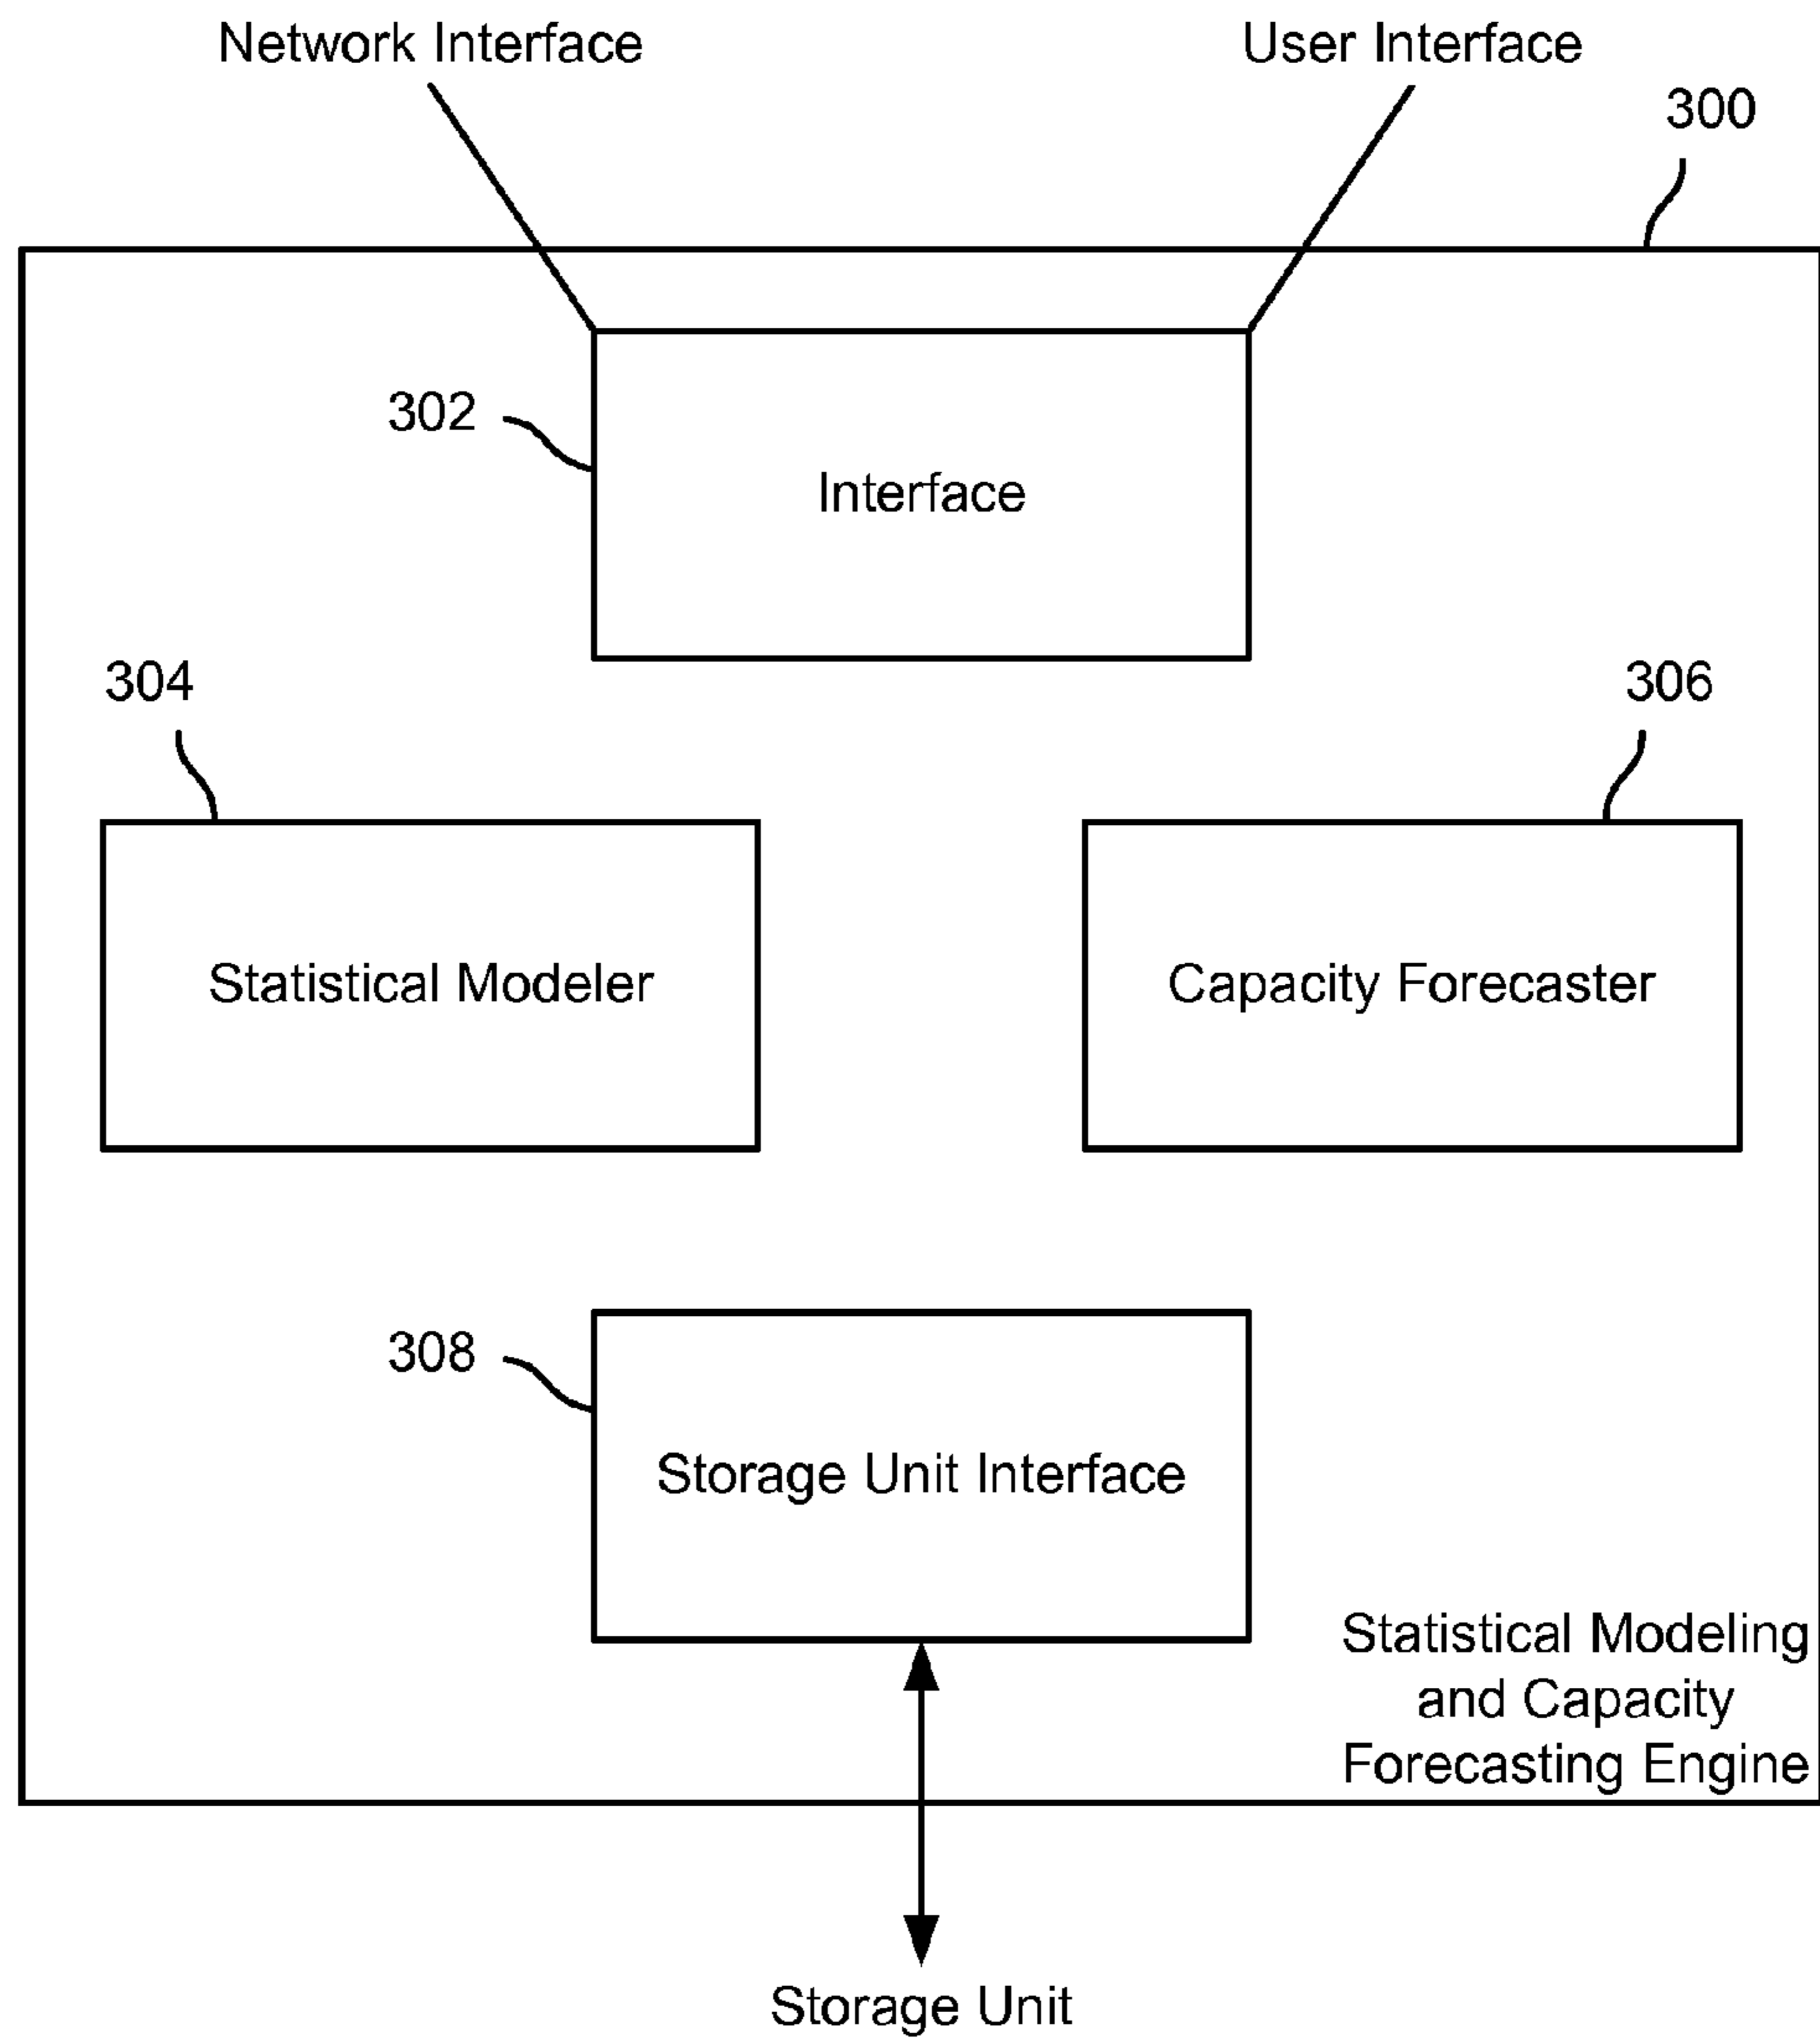 Network Interface
User Interface
300
302
Interface
304
306
Statistical Modeler
Capacity Forecaster
308
Storage Unit Interface
Statistical Modeling
and Capacity
Forecasting Engine
Storage Unit